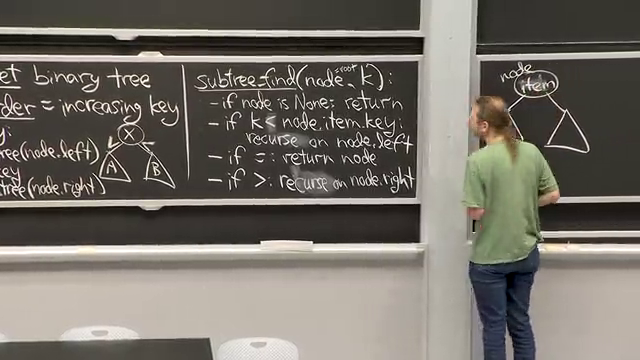 et binary tree
der = increasing key
y:
tree(node.left)
key
tree(node.right)
X
A
B
subtree_find(node=root, k):
- if node is None: return
- if k < node.item.key:
recurse on node.left
- if =: return node
- if >: recurse on node.right
node
item